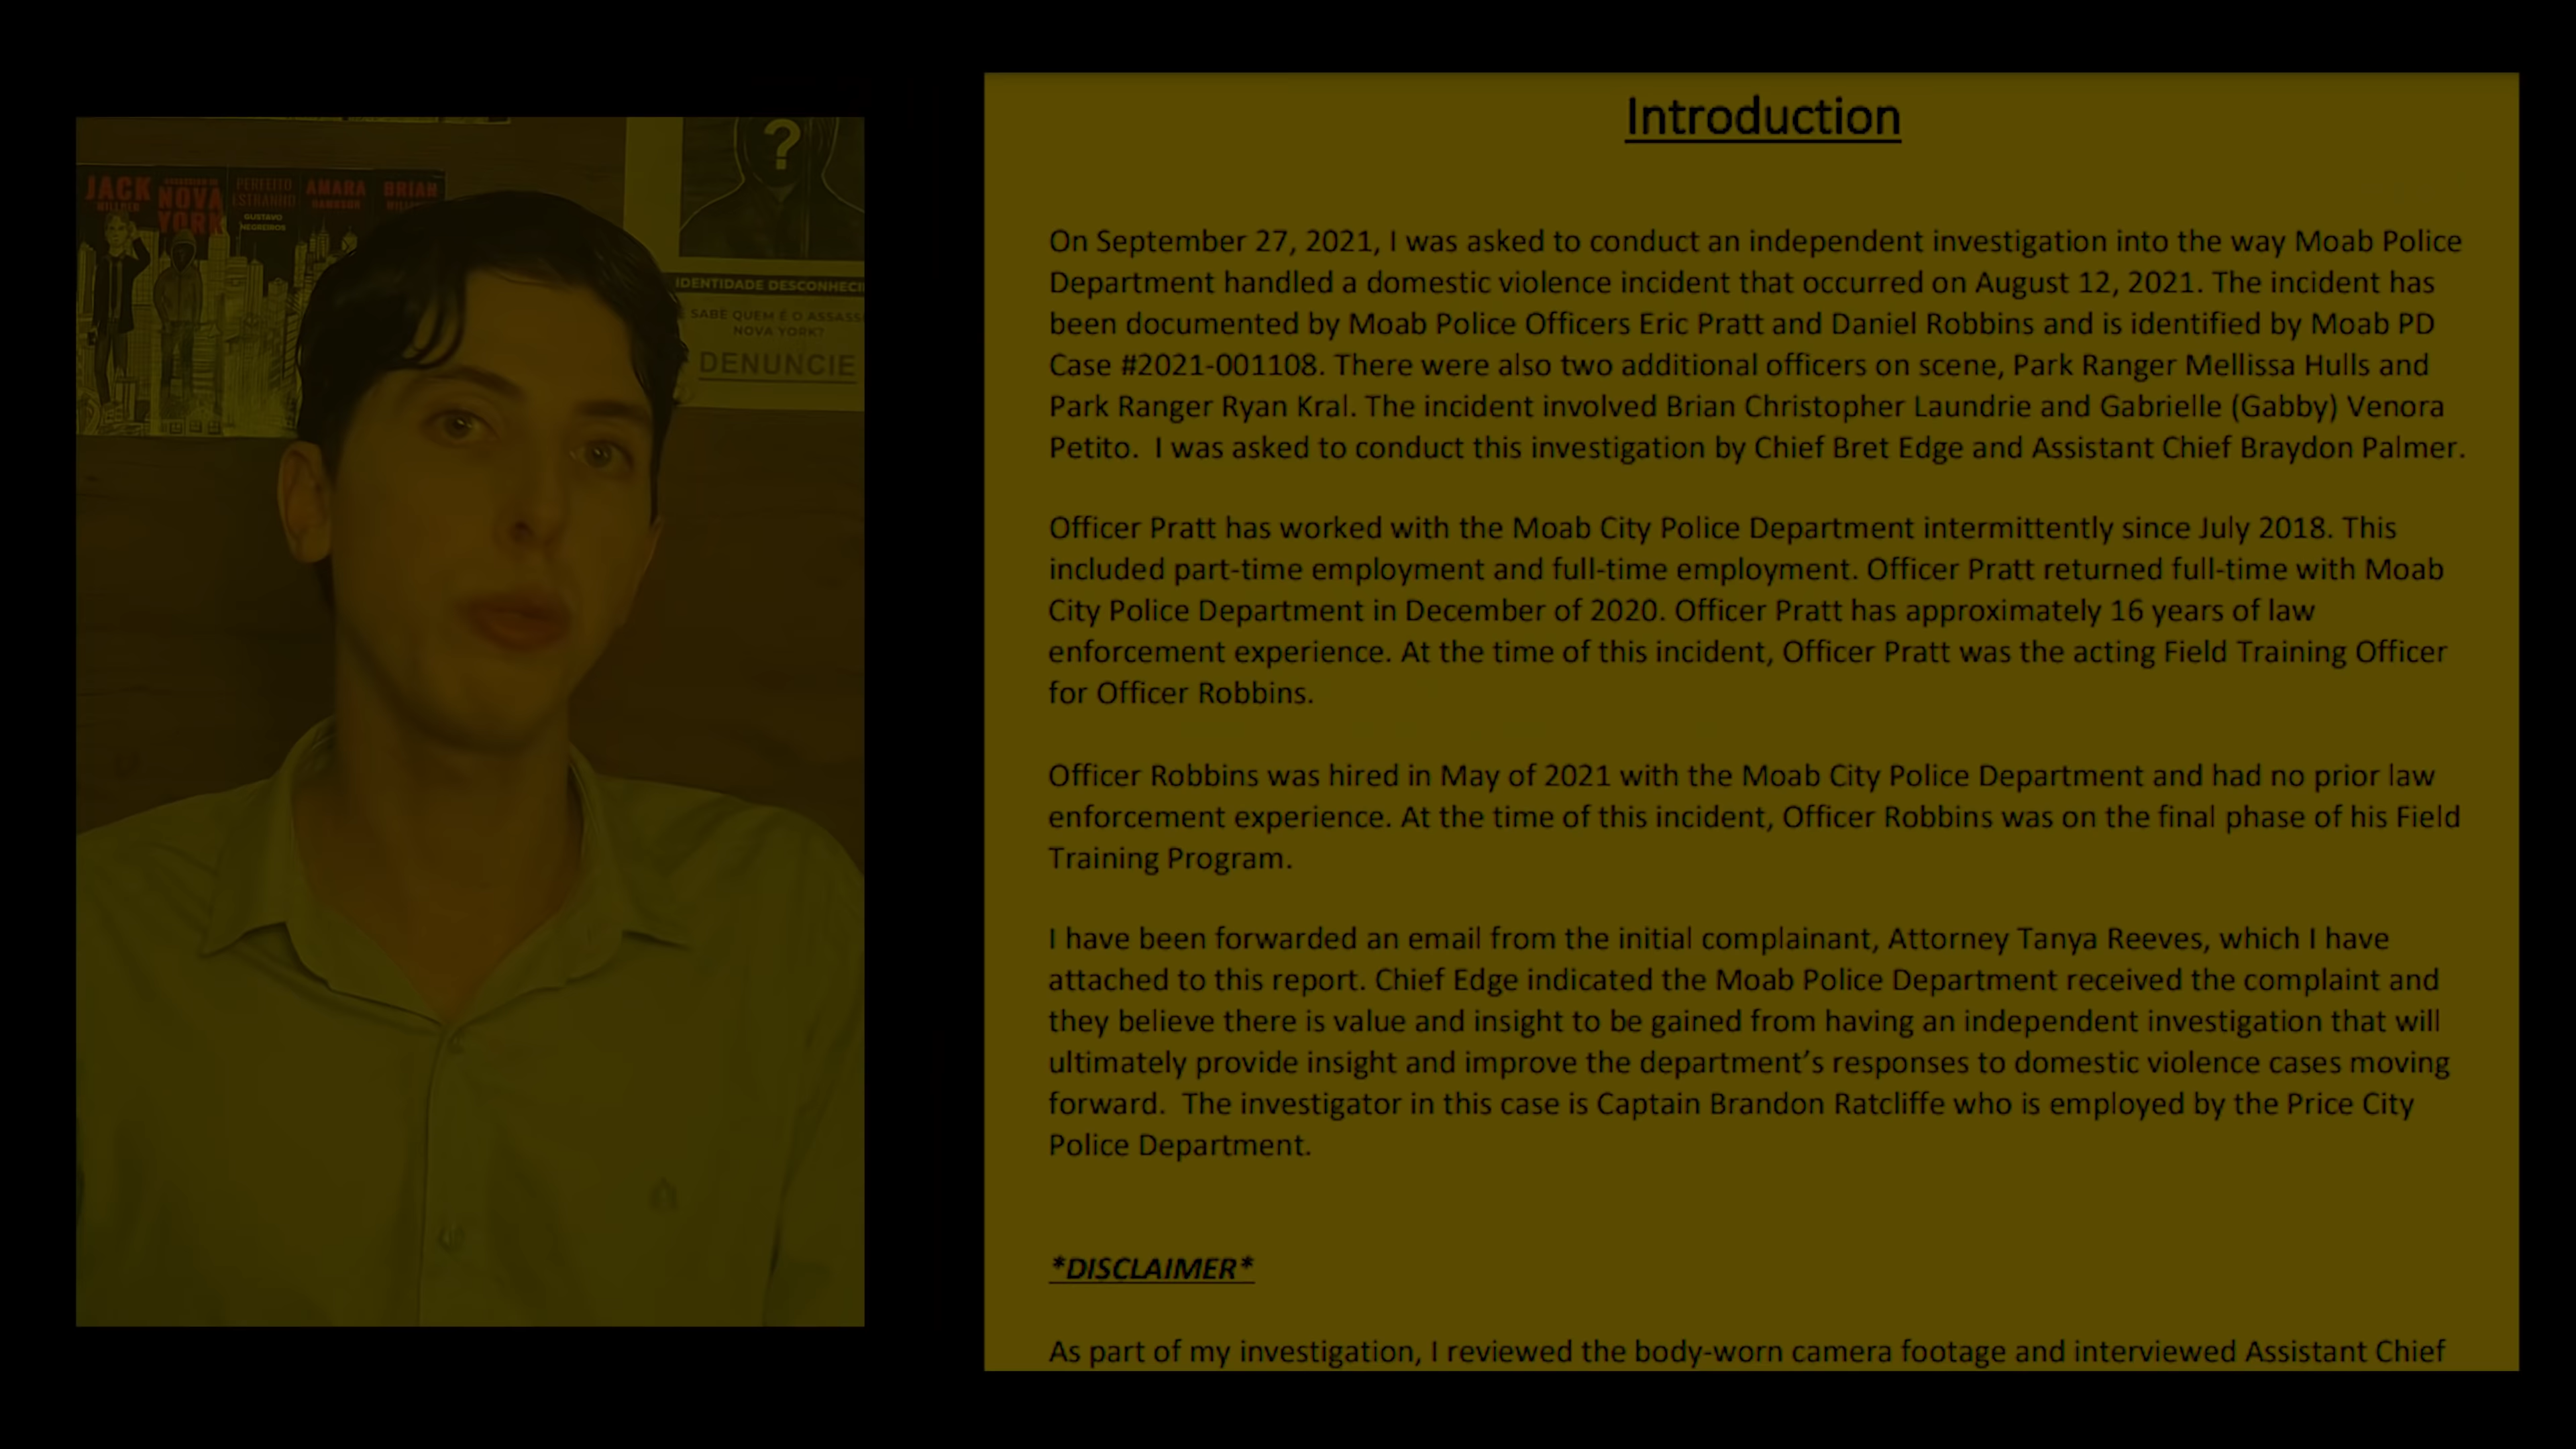 JACK
MILLER
ASSASSINO DE
NOVA
YORK
PERFEITO
ESTRANHO
GUSTAVO
NEGREIROS
AMARA
BRIAN
?
IDENTIDADE DESCONHECI
SABE QUEM É O ASSASS
NOVA YORK?
DENUNCIE
Introduction
On September 27, 2021, I was asked to conduct an independent investigation into the way Moab Police
Department handled a domestic violence incident that occurred on August 12, 2021. The incident has
been documented by Moab Police Officers Eric Pratt and Daniel Robbins and is identified by Moab PD
Case #2021-001108. There were also two additional officers on scene, Park Ranger Mellissa Hulls and
Park Ranger Ryan Kral. The incident involved Brian Christopher Laundrie and Gabrielle (Gabby) Venora
Petito. I was asked to conduct this investigation by Chief Bret Edge and Assistant Chief Braydon Palmer.
Officer Pratt has worked with the Moab City Police Department intermittently since July 2018. This
included part-time employment and full-time employment. Officer Pratt returned full-time with Moab
City Police Department in December of 2020. Officer Pratt has approximately 16 years of law
enforcement experience. At the time of this incident, Officer Pratt was the acting Field Training Officer
for Officer Robbins.
Officer Robbins was hired in May of 2021 with the Moab City Police Department and had no prior law
enforcement experience. At the time of this incident, Officer Robbins was on the final phase of his Field
Training Program.
I have been forwarded an email from the initial complainant, Attorney Tanya Reeves, which I have
attached to this report. Chief Edge indicated the Moab Police Department received the complaint and
they believe there is value and insight to be gained from having an independent investigation that will
ultimately provide insight and improve the department's responses to domestic violence cases moving
forward. The investigator in this case is Captain Brandon Ratcliffe who is employed by the Price City
Police Department.
*DISCLAIMER*
As part of my investigation, I reviewed the body-worn camera footage and interviewed Assistant Chief